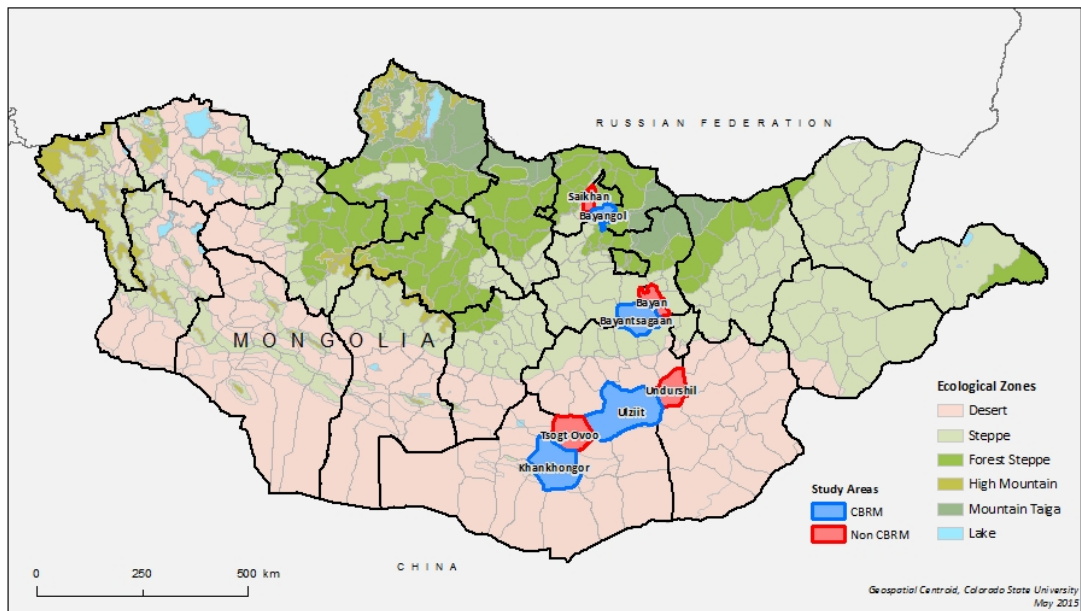 RUSSIAN FEDERATION
Saikhan
Bayangol
Bayan
Bayantsagaan
MONGOLIA
Undurshil
Ulziit
Tsogt Ovoo
Khankhongor
Ecological Zones
Desert
Steppe
Forest Steppe
High Mountain
Mountain Taiga
Lake
Study Areas
CBRM
Non CBRM
0 250 500 km
CHINA
Geospatial Centroid, Colorado State University
May 2015